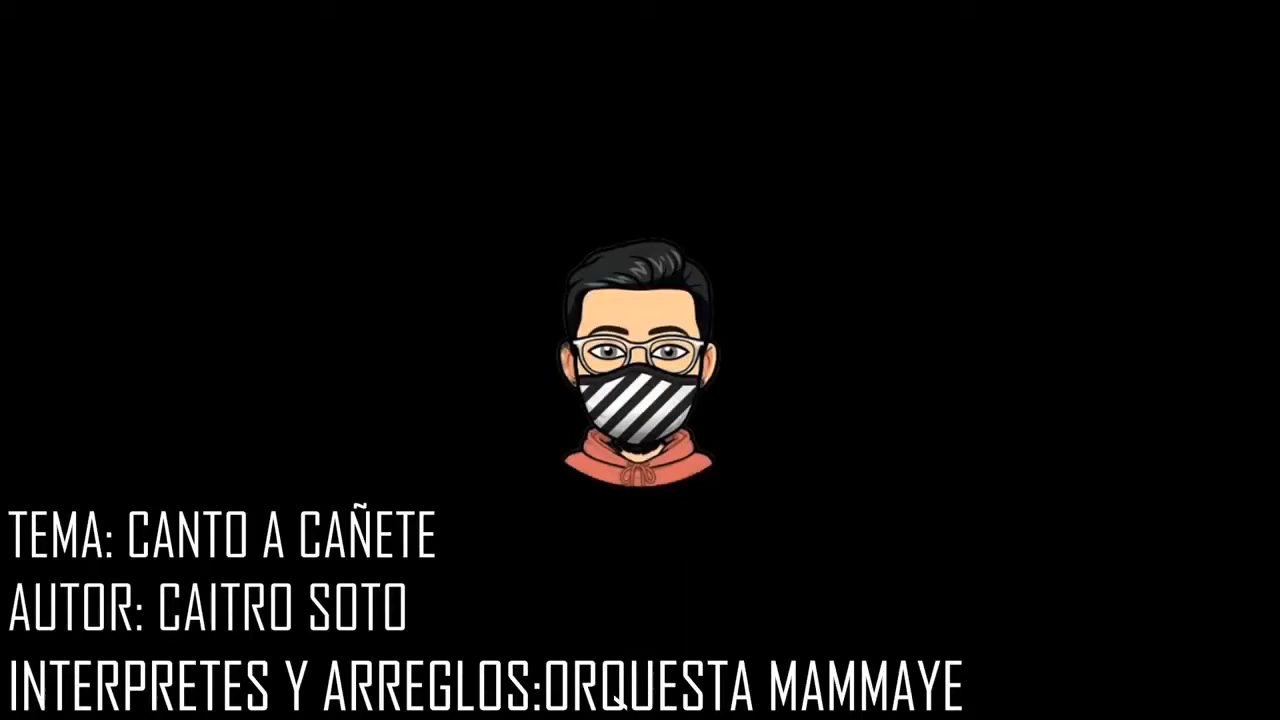 TEMA: CANTO A CAÑETE
AUTOR: CAITRO SOTO
INTERPRETES Y ARREGLOS:ORQUESTA MAMMAYE